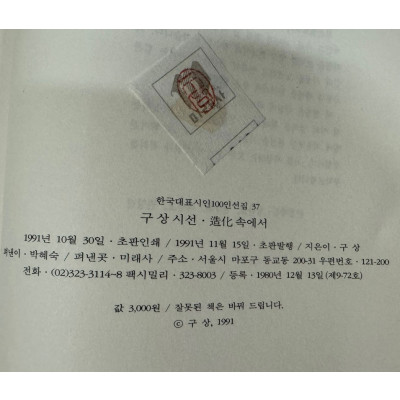 한국대표시인100인선집 37
구상시선 · 造化 속에서
1991년 10월 30일 · 초판인쇄 / 1991년 11월 15일 · 초판발행 / 지은이 · 구 상
펴낸이 · 박혜숙 / 펴낸곳 · 미래사 / 주소 · 서울시 마포구 동교동 200-31 우편번호 · 121-200
전화 · (02)323-3114~8 팩시밀리 · 323-8003 / 등록 · 1980년 12월 13일 (제9-72호)
값 3,000원 / 잘못된 책은 바꿔 드립니다.
ⓒ 구 상, 1991